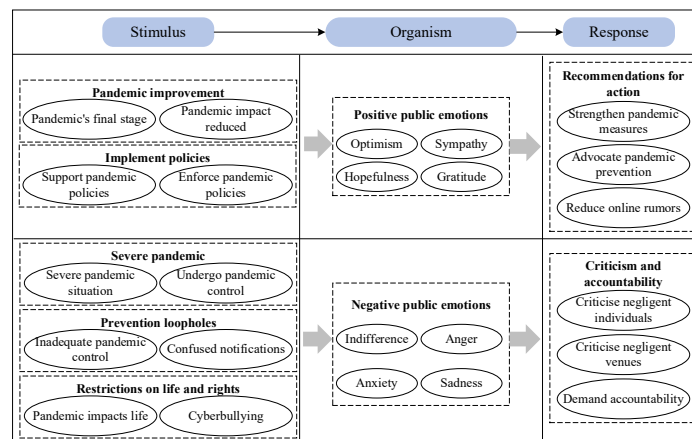 Stimulus
Organism
Response
Pandemic improvement
Pandemic's final stage
Pandemic impact
reduced
Implement policies
Support pandemic
policies
Enforce pandemic
policies
Positive public emotions
Optimism
Sympathy
Hopefulness
Gratitude
Recommendations for
action
Strengthen pandemic
measures
Advocate pandemic
prevention
Reduce online rumors
Severe pandemic
Severe pandemic
situation
Undergo pandemic
control
Prevention loopholes
Inadequate pandemic
control
Confused notifications
Restrictions on life and rights
Pandemic impacts life
Cyberbullying
Negative public emotions
Indifference
Anger
Anxiety
Sadness
Criticism and
accountability
Criticise negligent
individuals
Criticise negligent
venues
Demand accountability